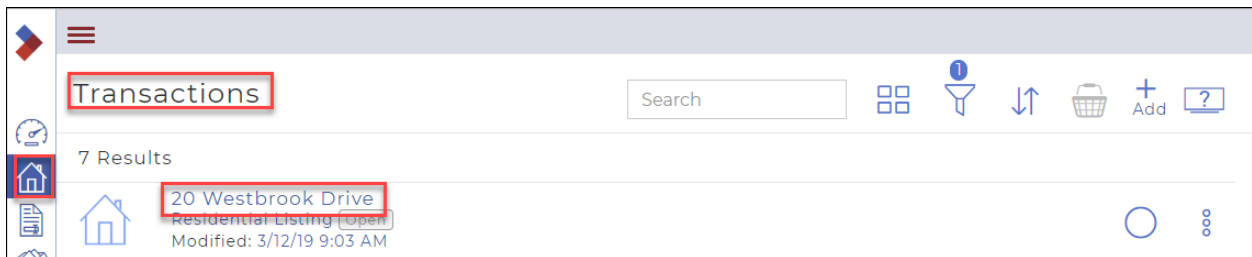 1
Transactions
Search
Add
?
7 Results
20 Westbrook Drive
Residential Listing Open
Modified: 3/12/19 9:03 AM